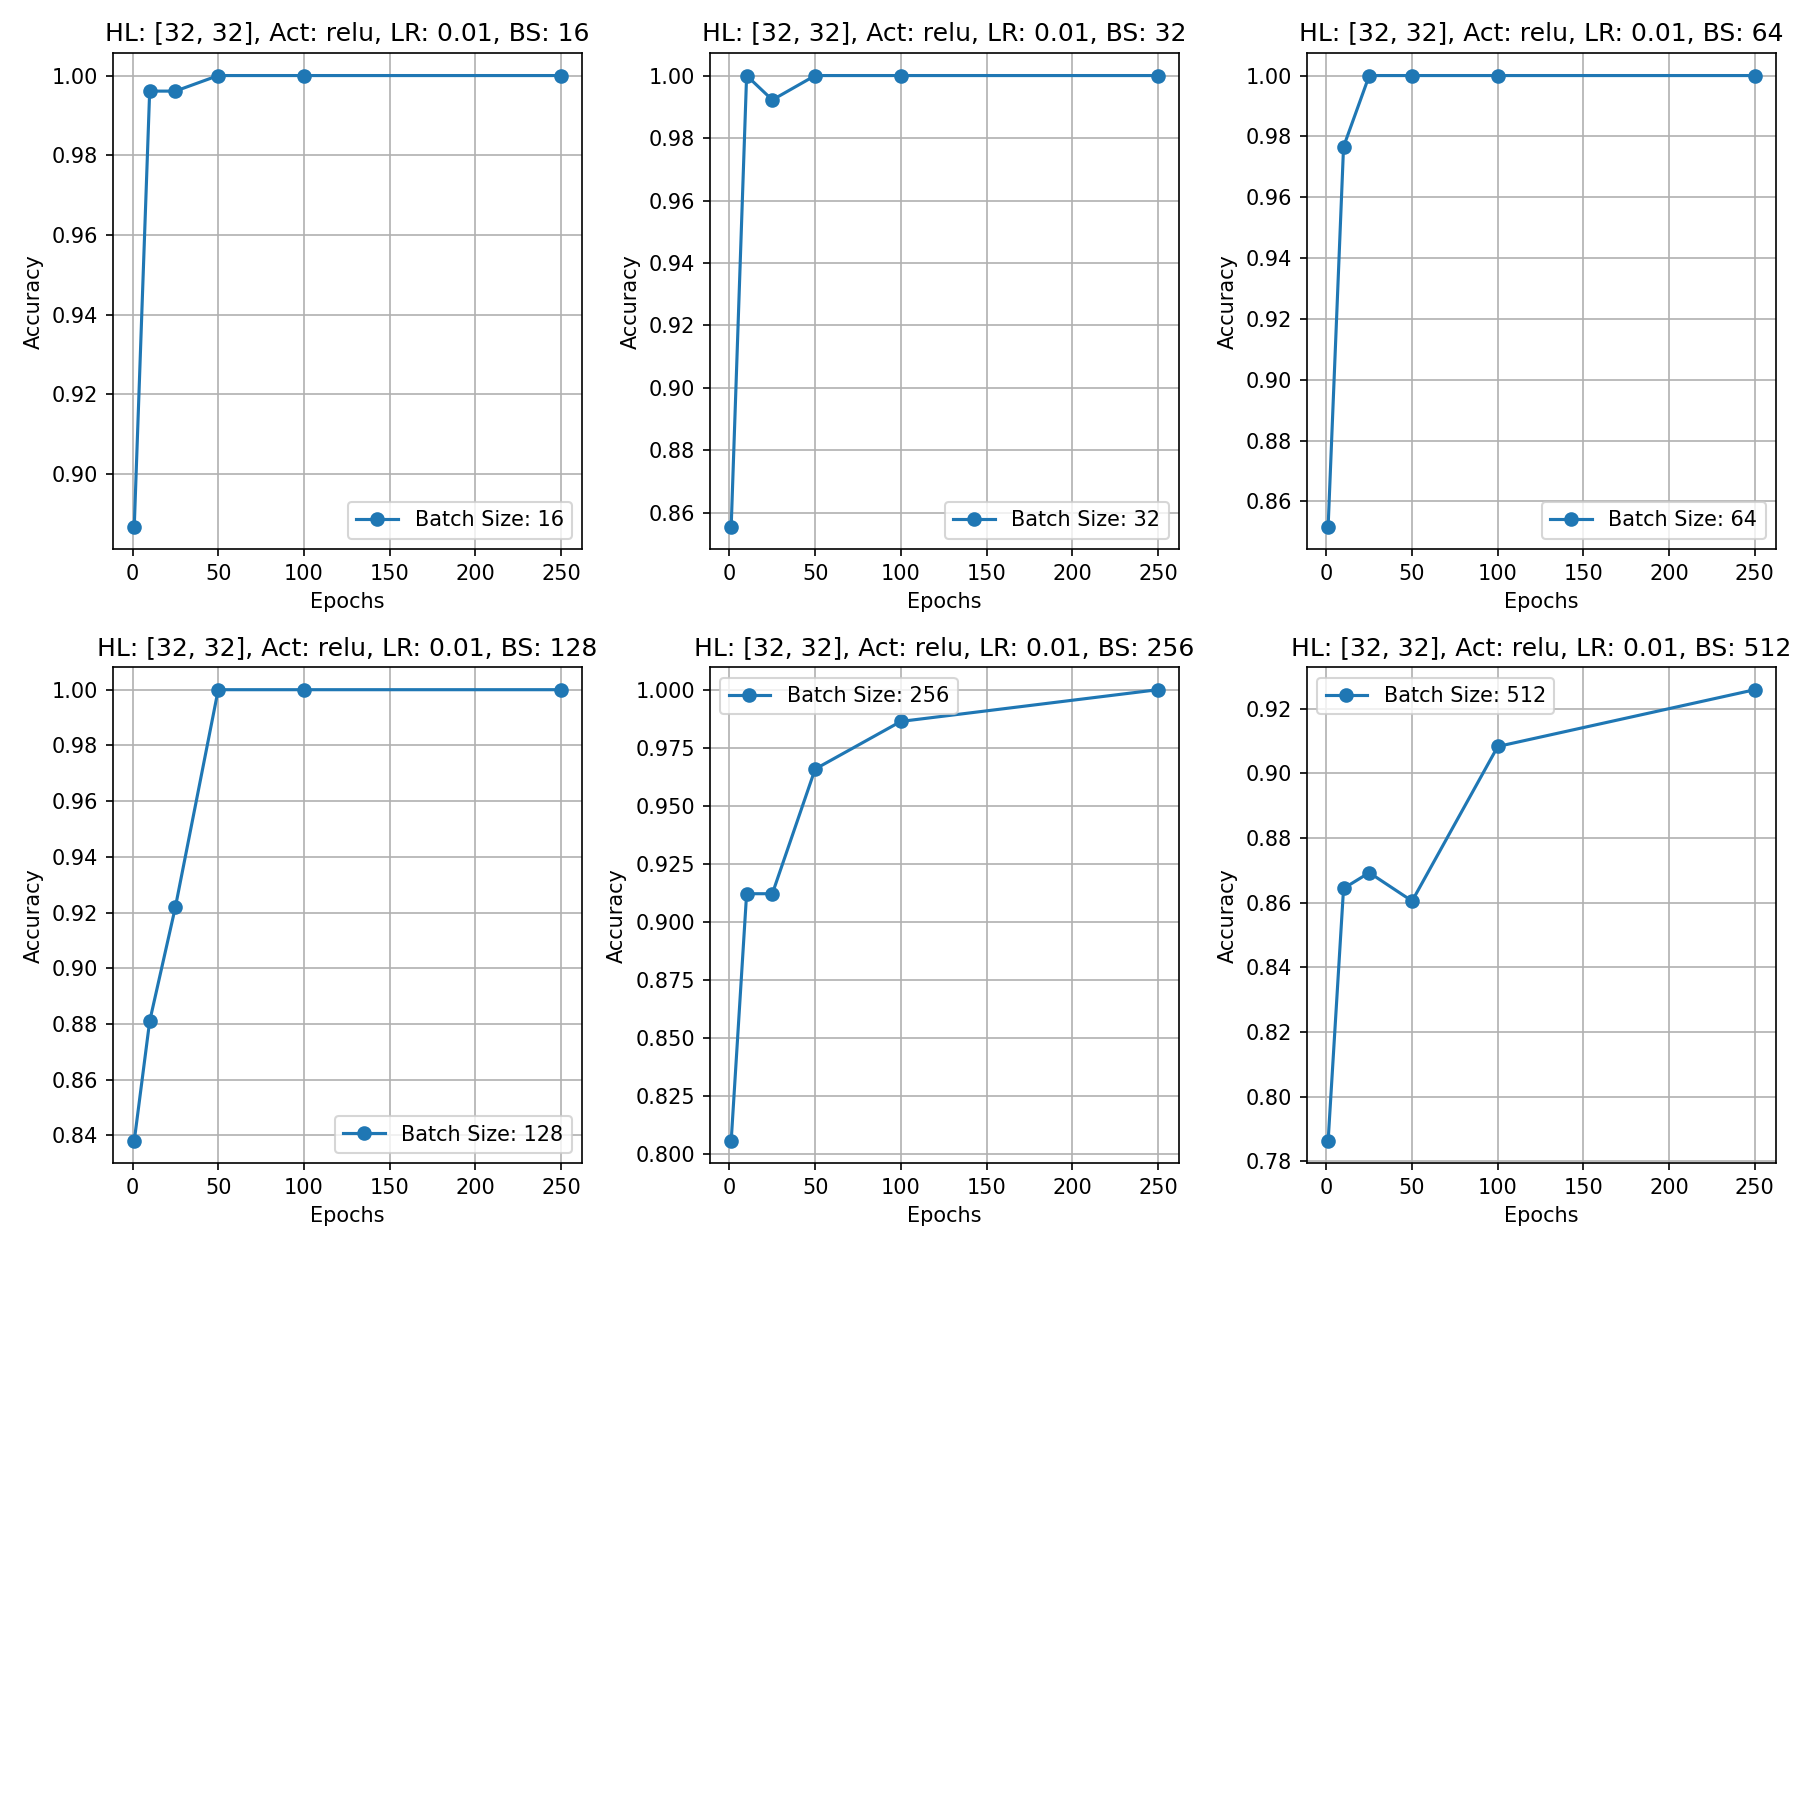 HL: [32, 32], Act: relu, LR: 0.01, BS: 16
1.00
0.98
0.96
0.94
0.92
0.90
Accuracy
Batch Size: 16
0 50 100 150 200 250
Epochs
HL: [32, 32], Act: relu, LR: 0.01, BS: 32
1.00
0.98
0.96
0.94
0.92
0.90
0.88
0.86
Accuracy
Batch Size: 32
0 50 100 150 200 250
Epochs
HL: [32, 32], Act: relu, LR: 0.01, BS: 64
1.00
0.98
0.96
0.94
0.92
0.90
0.88
0.86
Accuracy
Batch Size: 64
0 50 100 150 200 250
Epochs
HL: [32, 32], Act: relu, LR: 0.01, BS: 128
1.00
0.98
0.96
0.94
0.92
0.90
0.88
0.86
0.84
Accuracy
Batch Size: 128
0 50 100 150 200 250
Epochs
HL: [32, 32], Act: relu, LR: 0.01, BS: 256
Batch Size: 256
1.000
0.975
0.950
0.925
0.900
0.875
0.850
0.825
0.800
Accuracy
0 50 100 150 200 250
Epochs
HL: [32, 32], Act: relu, LR: 0.01, BS: 512
Batch Size: 512
0.92
0.90
0.88
0.86
0.84
0.82
0.80
0.78
Accuracy
0 50 100 150 200 250
Epochs